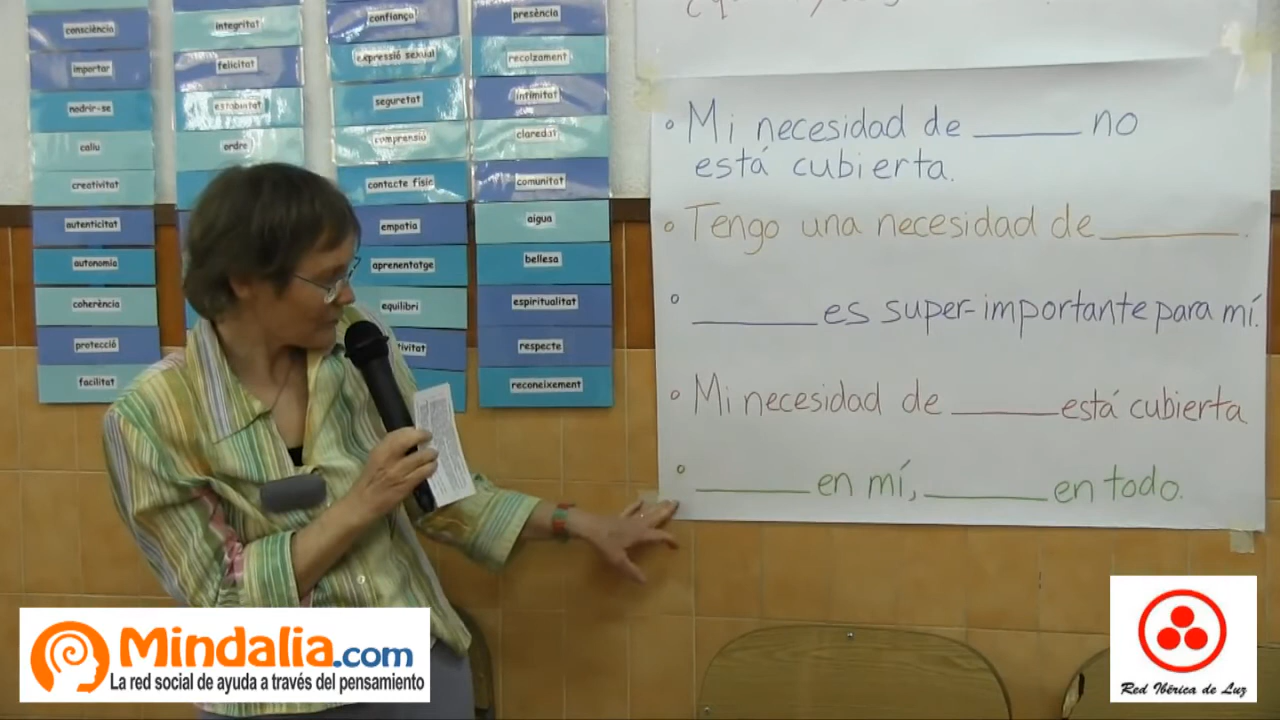 consciència
importar
nodrir-se
caliu
creativitat
autenticitat
autonomia
coherència
protecció
facilitat
integritat
felicitat
estabilitat
ordre
confiança
expressió sexual
seguretat
comprensió
contacte físic
empatia
aprenentatge
equilibri
presència
recolzament
intimitat
claredat
comunitat
aigua
bellesa
espiritualitat
respecte
reconeixement
Mi necesidad de ______ no
está cubierta.
Tengo una necesidad de ______.
______ es super-importante para mí.
Mi necesidad de ______ está cubierta
______ en mí, ______ en todo.
Mindalia.com
La red social de ayuda a través del pensamiento
Red Ibérica de Luz